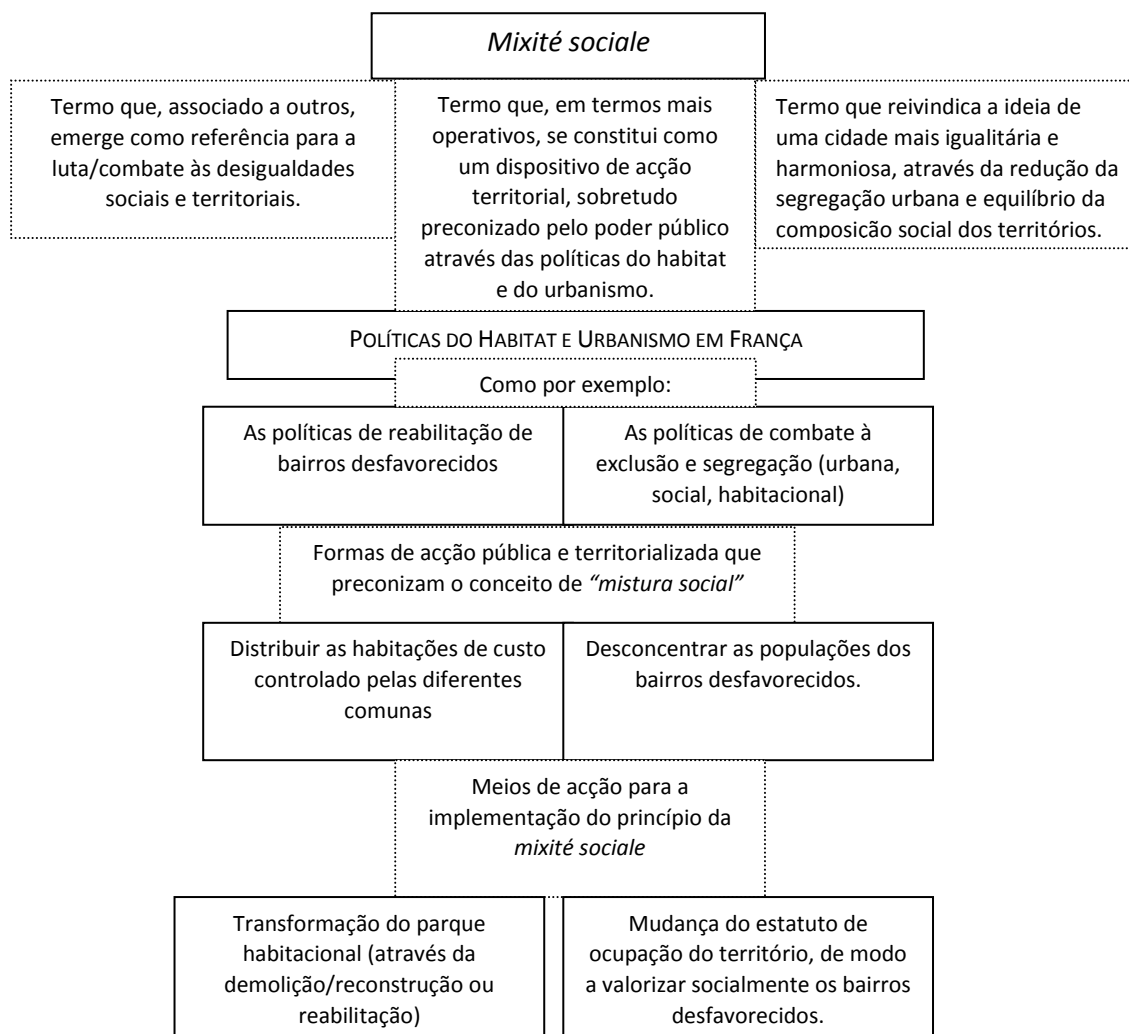 Mixité sociale
Termo que, associado a outros,
emerge como referência para a
luta/combate às desigualdades
sociais e territoriais.
Termo que, em termos mais
operativos, se constitui como
um dispositivo de acção
territorial, sobretudo
preconizado pelo poder público
através das políticas do habitat
e do urbanismo.
Termo que reivindica a ideia de
uma cidade mais igualitária e
harmoniosa, através da redução da
segregação urbana e equilíbrio da
composição social dos territórios.
POLÍTICAS DO HABITAT E URBANISMO EM FRANÇA
Como por exemplo:
As políticas de reabilitação de
bairros desfavorecidos
As políticas de combate à
exclusão e segregação (urbana,
social, habitacional)
Formas de acção pública e territorializada que
preconizam o conceito de “mistura social”
Distribuir as habitações de custo
controlado pelas diferentes
comunas
Desconcentrar as populações dos
bairros desfavorecidos.
Meios de acção para a
implementação do princípio da
mixité sociale
Transformação do parque
habitacional (através da
demolição/reconstrução ou
reabilitação)
Mudança do estatuto de
ocupação do território, de modo
a valorizar socialmente os bairros
desfavorecidos.